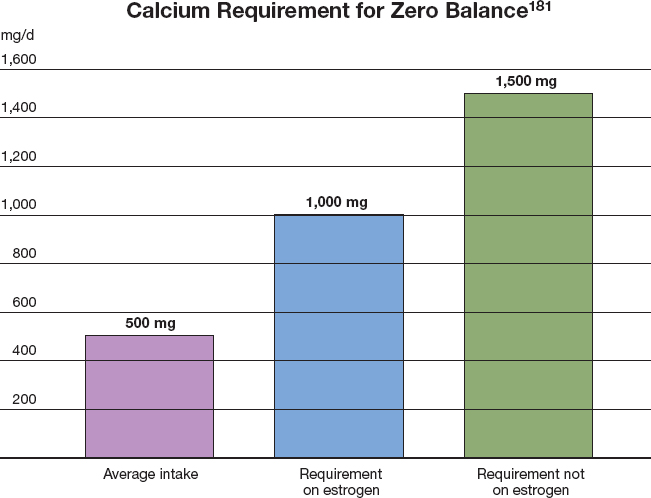 Calcium Requirement for Zero Balance181
mg/d
1,600
1,500 mg
1,400
1,200
1,000
1,000 mg
800
600
500 mg
400
200
Average intake
Requirement
on estrogen
Requirement not
on estrogen